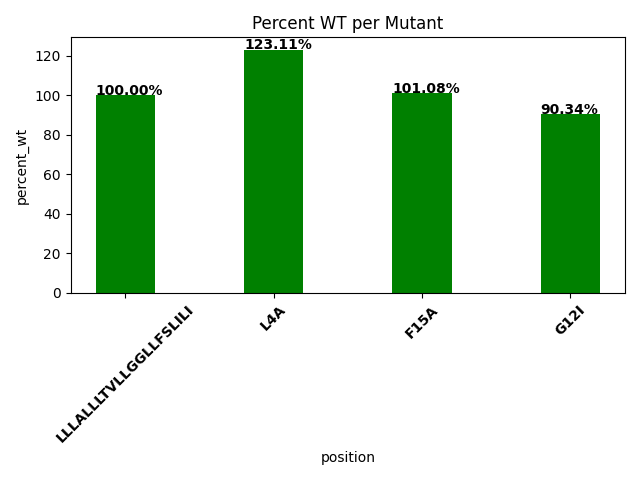 Percent WT per Mutant
percent_wt
120
100
80
60
40
20
0
100.00%
123.11%
101.08%
90.34%
LLLALLLTVLLGGLLFSLILI
L4A
F15A
G12I
position